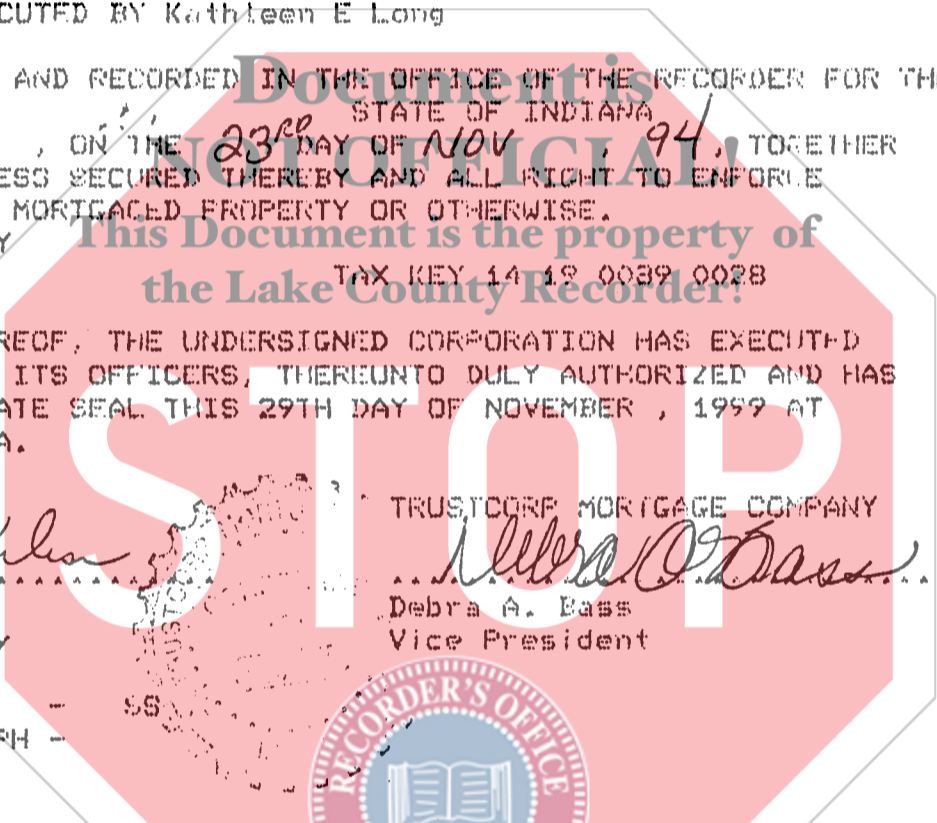 CUTED BY Kathleen E Long
AND RECORDED IN THE OFFICE OF THE RECORDER FOR TH
STATE OF INDIANA
, ON THE 23RD DAY OF NOV , 94, TOGETHER
ESS SECURED THEREBY AND ALL RIGHT TO ENFORCE
MORTGAGED PROPERTY OR OTHERWISE.
Y
TAX KEY 14 19 0039 0028
REOF, THE UNDERSIGNED CORPORATION HAS EXECUTED
ITS OFFICERS, THEREUNTO DULY AUTHORIZED AND HAS
ATE SEAL THIS 29TH DAY OF NOVEMBER , 1999 AT
A.
TRUSTCORP MORTGAGE COMPANY
Debra A. Bass
Debra A. Bass
Vice President
Y
- SS
PH -
Document is
NOT OFFICIAL!
This Document is the property of
the Lake County Recorder!
STOP
RECORDER'S OFFICE